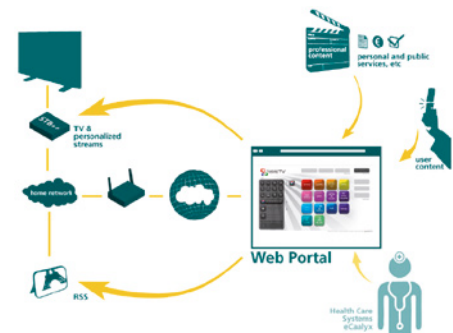 professional
content
personal and public
services, etc
STB++
TV &
personalized
streams
user
content
home network
Web Portal
RSS
Health Care
Systems
eCaalyx